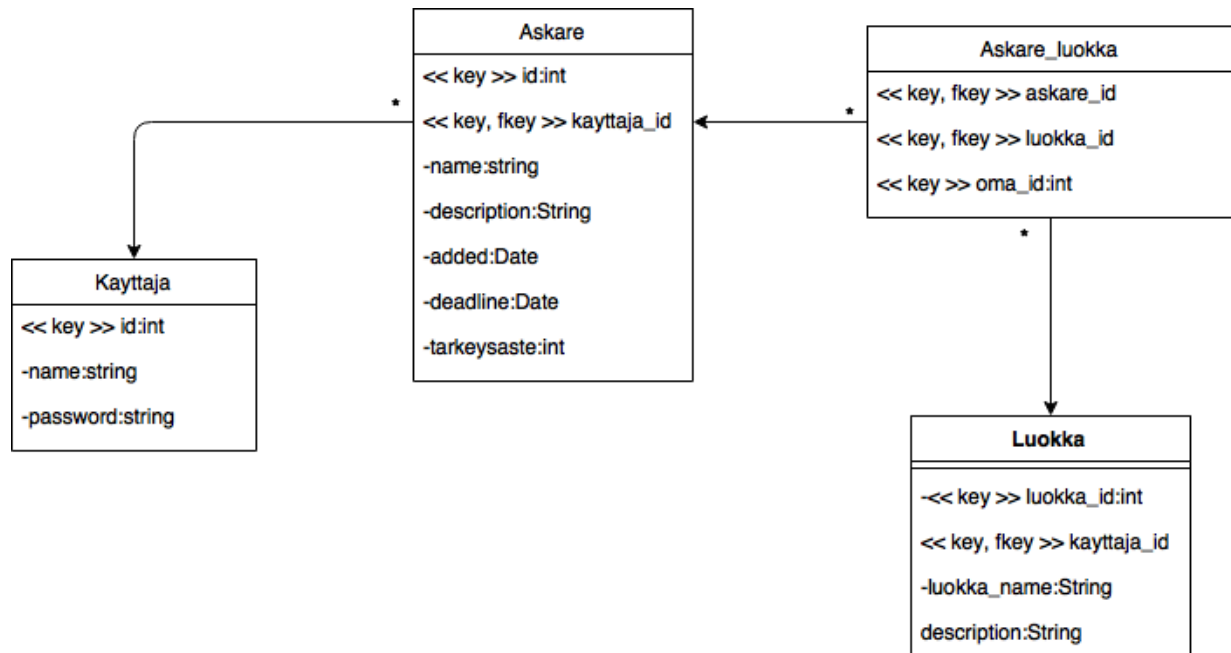 Askare
<< key >> id:int
<< key, fkey >> kayttaja_id
-name:string
-description:String
-added:Date
-deadline:Date
-tarkeysaste:int
*
Askare_luokka
<< key, fkey >> askare_id
<< key, fkey >> luokka_id
<< key >> oma_id:int
*
*
Kayttaja
<< key >> id:int
-name:string
-password:string
Luokka
-<< key >> luokka_id:int
<< key, fkey >> kayttaja_id
-luokka_name:String
description:String